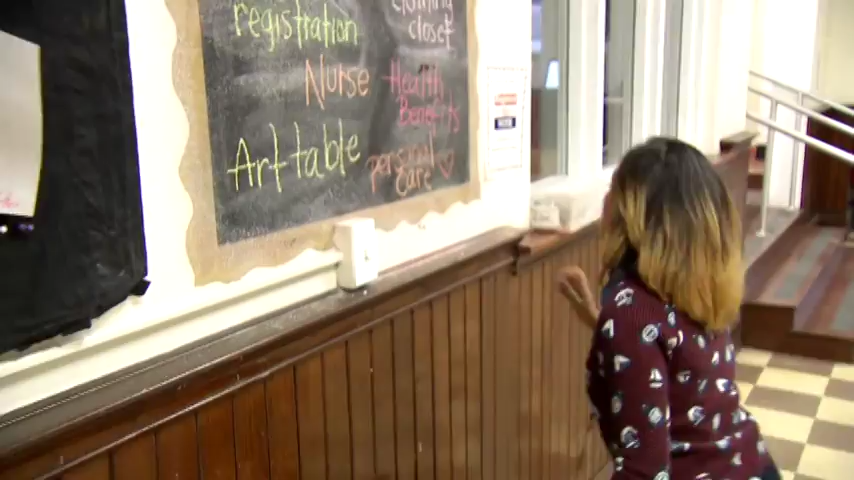 registration
Nurse
Art table
clothing
closet
Health
Benefits
personal
care